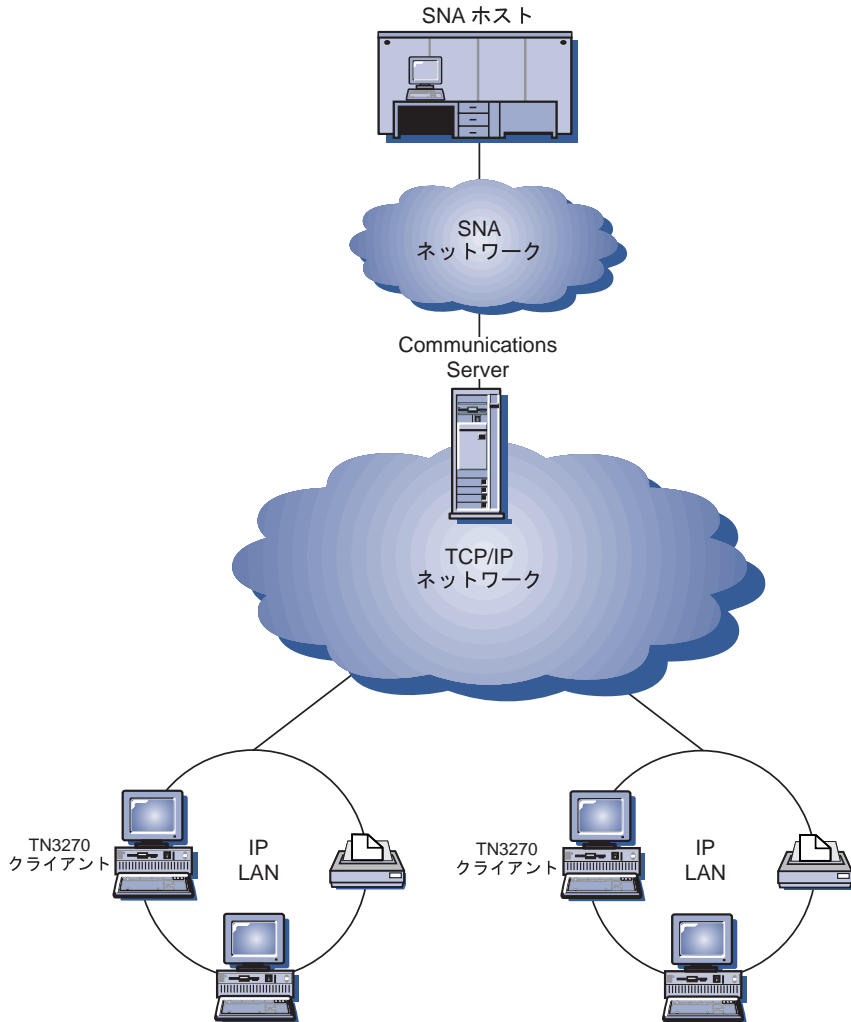 SNA ホスト
SNA
ネットワーク
Communications
Server
TCP/IP
ネットワーク
TN3270
クライアント
IP
LAN
TN3270
クライアント
IP
LAN